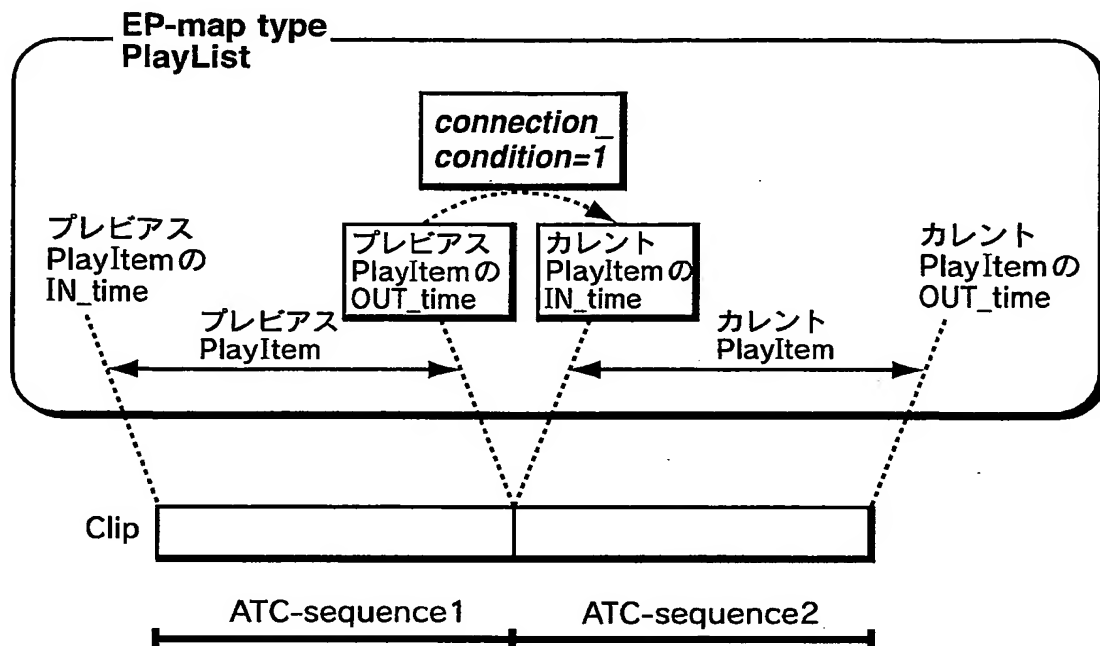 EP-map type
PlayList
connection_
condition=1
プレビアス
PlayItemの
IN_time
プレビアス
PlayItemの
OUT_time
カレント
PlayItemの
IN_time
カレント
PlayItemの
OUT_time
プレビアス
PlayItem
カレント
PlayItem
Clip
ATC-sequence1
ATC-sequence2